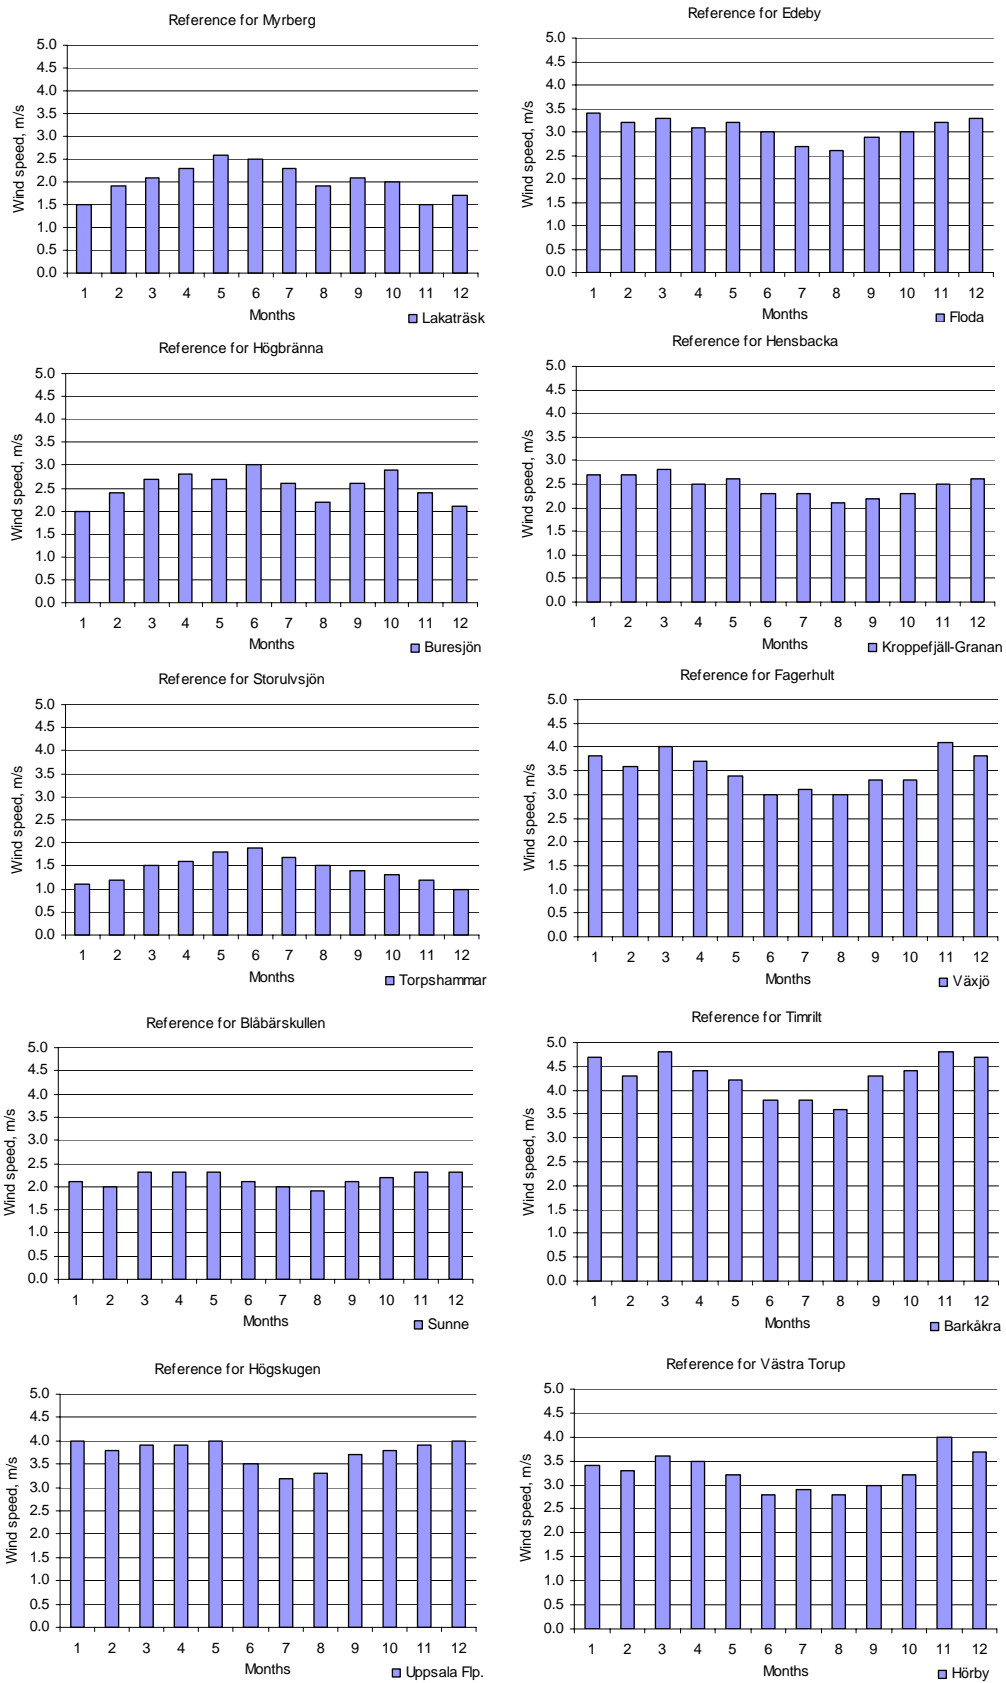 Reference for Myrberg
Wind speed, m/s
5.0
4.5
4.0
3.5
3.0
2.5
2.0
1.5
1.0
0.5
0.0
1 2 3 4 5 6 7 8 9 10 11 12
Months
Lakaträsk
Reference for Edeby
Wind speed, m/s
5.0
4.5
4.0
3.5
3.0
2.5
2.0
1.5
1.0
0.5
0.0
1 2 3 4 5 6 7 8 9 10 11 12
Months
Floda
Reference for Högbränna
Wind speed, m/s
5.0
4.5
4.0
3.5
3.0
2.5
2.0
1.5
1.0
0.5
0.0
1 2 3 4 5 6 7 8 9 10 11 12
Months
Buresjön
Reference for Hensbacka
Wind speed, m/s
5.0
4.5
4.0
3.5
3.0
2.5
2.0
1.5
1.0
0.5
0.0
1 2 3 4 5 6 7 8 9 10 11 12
Months
Kroppefjäll-Granan
Reference for Storulvsjön
Wind speed, m/s
5.0
4.5
4.0
3.5
3.0
2.5
2.0
1.5
1.0
0.5
0.0
1 2 3 4 5 6 7 8 9 10 11 12
Months
Torpshammar
Reference for Fagerhult
Wind speed, m/s
5.0
4.5
4.0
3.5
3.0
2.5
2.0
1.5
1.0
0.5
0.0
1 2 3 4 5 6 7 8 9 10 11 12
Months
Växjö
Reference for Blåbärskullen
Wind speed, m/s
5.0
4.5
4.0
3.5
3.0
2.5
2.0
1.5
1.0
0.5
0.0
1 2 3 4 5 6 7 8 9 10 11 12
Months
Sunne
Reference for Timrilt
Wind speed, m/s
5.0
4.5
4.0
3.5
3.0
2.5
2.0
1.5
1.0
0.5
0.0
1 2 3 4 5 6 7 8 9 10 11 12
Months
Barkåkra
Reference for Högskugen
Wind speed, m/s
5.0
4.5
4.0
3.5
3.0
2.5
2.0
1.5
1.0
0.5
0.0
1 2 3 4 5 6 7 8 9 10 11 12
Months
Uppsala Flp.
Reference for Västra Torup
Wind speed, m/s
5.0
4.5
4.0
3.5
3.0
2.5
2.0
1.5
1.0
0.5
0.0
1 2 3 4 5 6 7 8 9 10 11 12
Months
Hörby